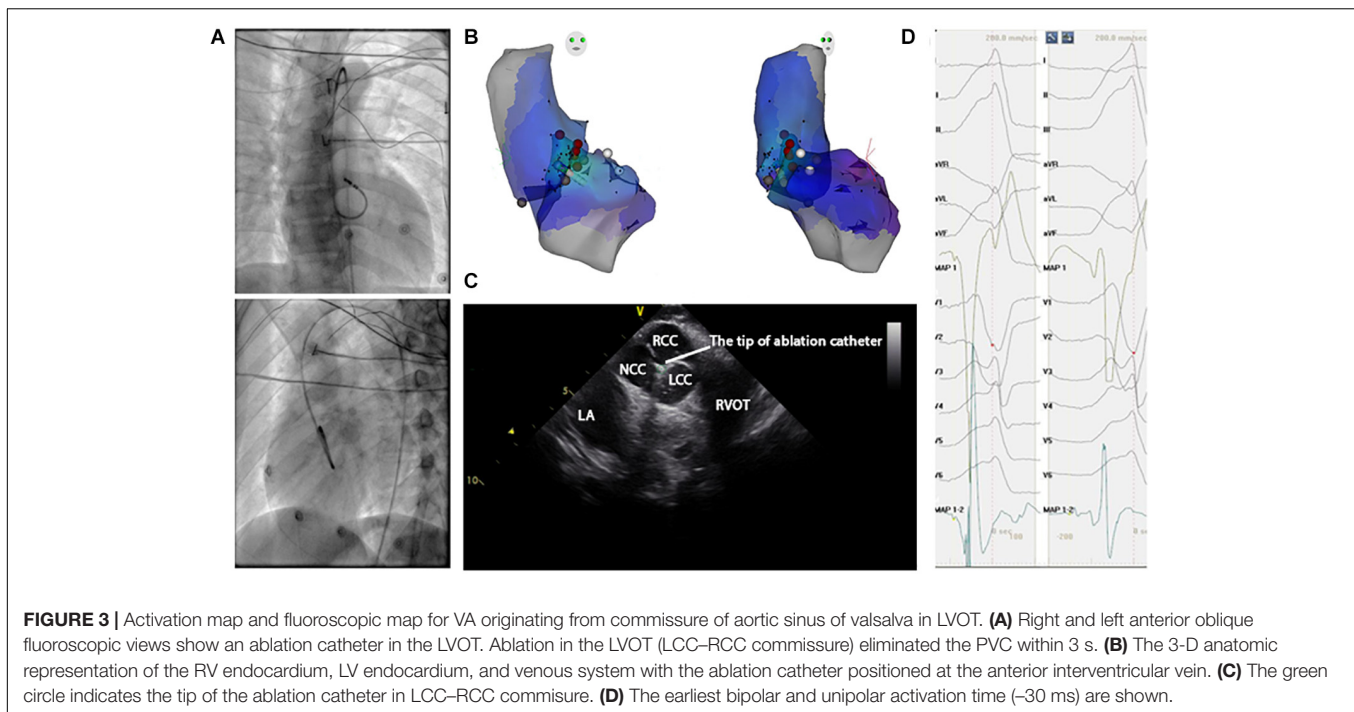 A
B
D
280.0 mm/sec
280.0 mm/sec
I
II
II
III
III
aVR
aVR
aVL
aVL
aVF
aVF
MAP 1
MAP 1
V1
V1
V2
V2
V3
V3
V4
V4
V5
V5
V6
V6
MAP 1-2
MAP 1-2
0 sec
100
-200
C
V
RCC
The tip of ablation catheter
NCC
LCC
5
LA
RVOT
10
FIGURE 3 | Activation map and fluoroscopic map for VA originating from commissure of aortic sinus of valsalva in LVOT. (A) Right and left anterior oblique
fluoroscopic views show an ablation catheter in the LVOT. Ablation in the LVOT (LCC–RCC commissure) eliminated the PVC within 3 s. (B) The 3-D anatomic
representation of the RV endocardium, LV endocardium, and venous system with the ablation catheter positioned at the anterior interventricular vein. (C) The green
circle indicates the tip of the ablation catheter in LCC–RCC commisure. (D) The earliest bipolar and unipolar activation time (–30 ms) are shown.